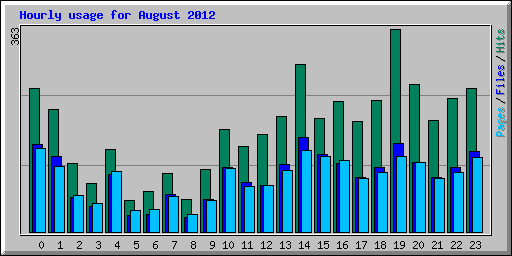 Hourly usage for August 2012
363
Pages / Files / Hits
0 1 2 3 4 5 6 7 8 9 10 11 12 13 14 15 16 17 18 19 20 21 22 23